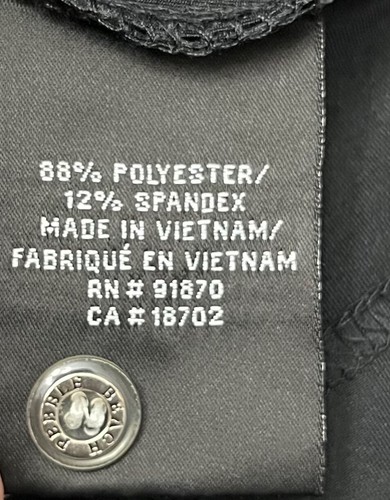 88% POLYESTER/
12% SPANDEX
MADE IN VIETNAM/
FABRIQUÉ EN VIETNAM
RN # 91870
CA # 18702
PEBBLE BEACH